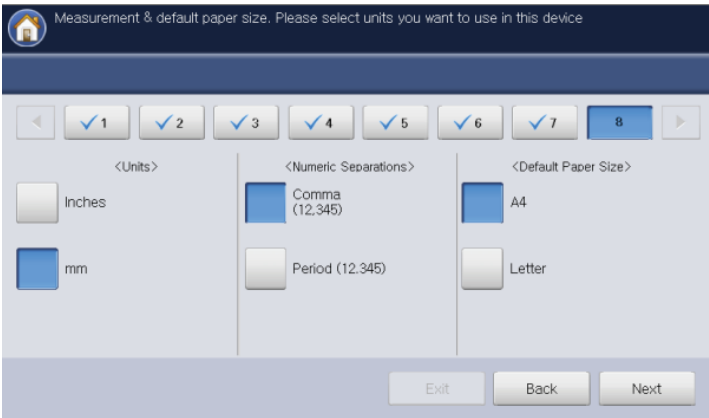 Measurement & default paper size. Please select units you want to use in this device
1 2 3 4 5 6 7 8
<Units> <Numeric Separations> <Default Paper Size>
Inches
Comma
(12,345)
A4
mm
Period (12.345)
Letter
Exit Back Next